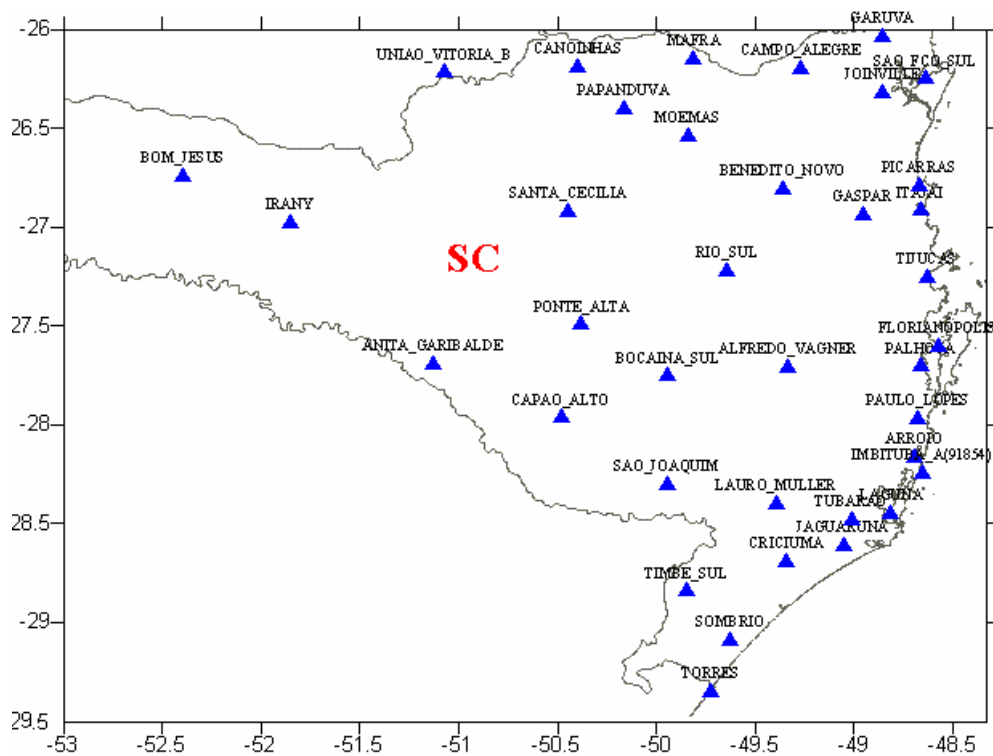 GARUVA
-26
MAFRA
CANOINHAS
UNIAO_VITORIA_B
CAMPO_ALEGRE
SAO_FCO_SUL
JOINVILLE
PAPANDUVA
MOEMAS
26.5
BOM_JESUS
BENEDITO_NOVO
PICARRAS
SANTA_CECILIA
GASPAR
ITAJAI
IRANY
-27
RIO_SUL
SC
TIJUCAS
PONTE_ALTA
27.5
FLORIANOPOLIS
ANITA_GARIBALDE
ALFREDO_VAGNER
PALHOCA
BOCAINA_SUL
CAPAO_ALTO
PAULO_LOPES
-28
ARROIO
IMBITUBA_A(91854)
SAO_JOAQUIM
LAURO_MULLER
LAGUNA
TUBARAO
28.5
JAGUARUNA
CRICIUMA
TIMBE_SUL
-29
SOMBRIO
TORRES
29.5
-53 -52.5 -52 -51.5 -51 -50.5 -50 -49.5 -49 -48.5